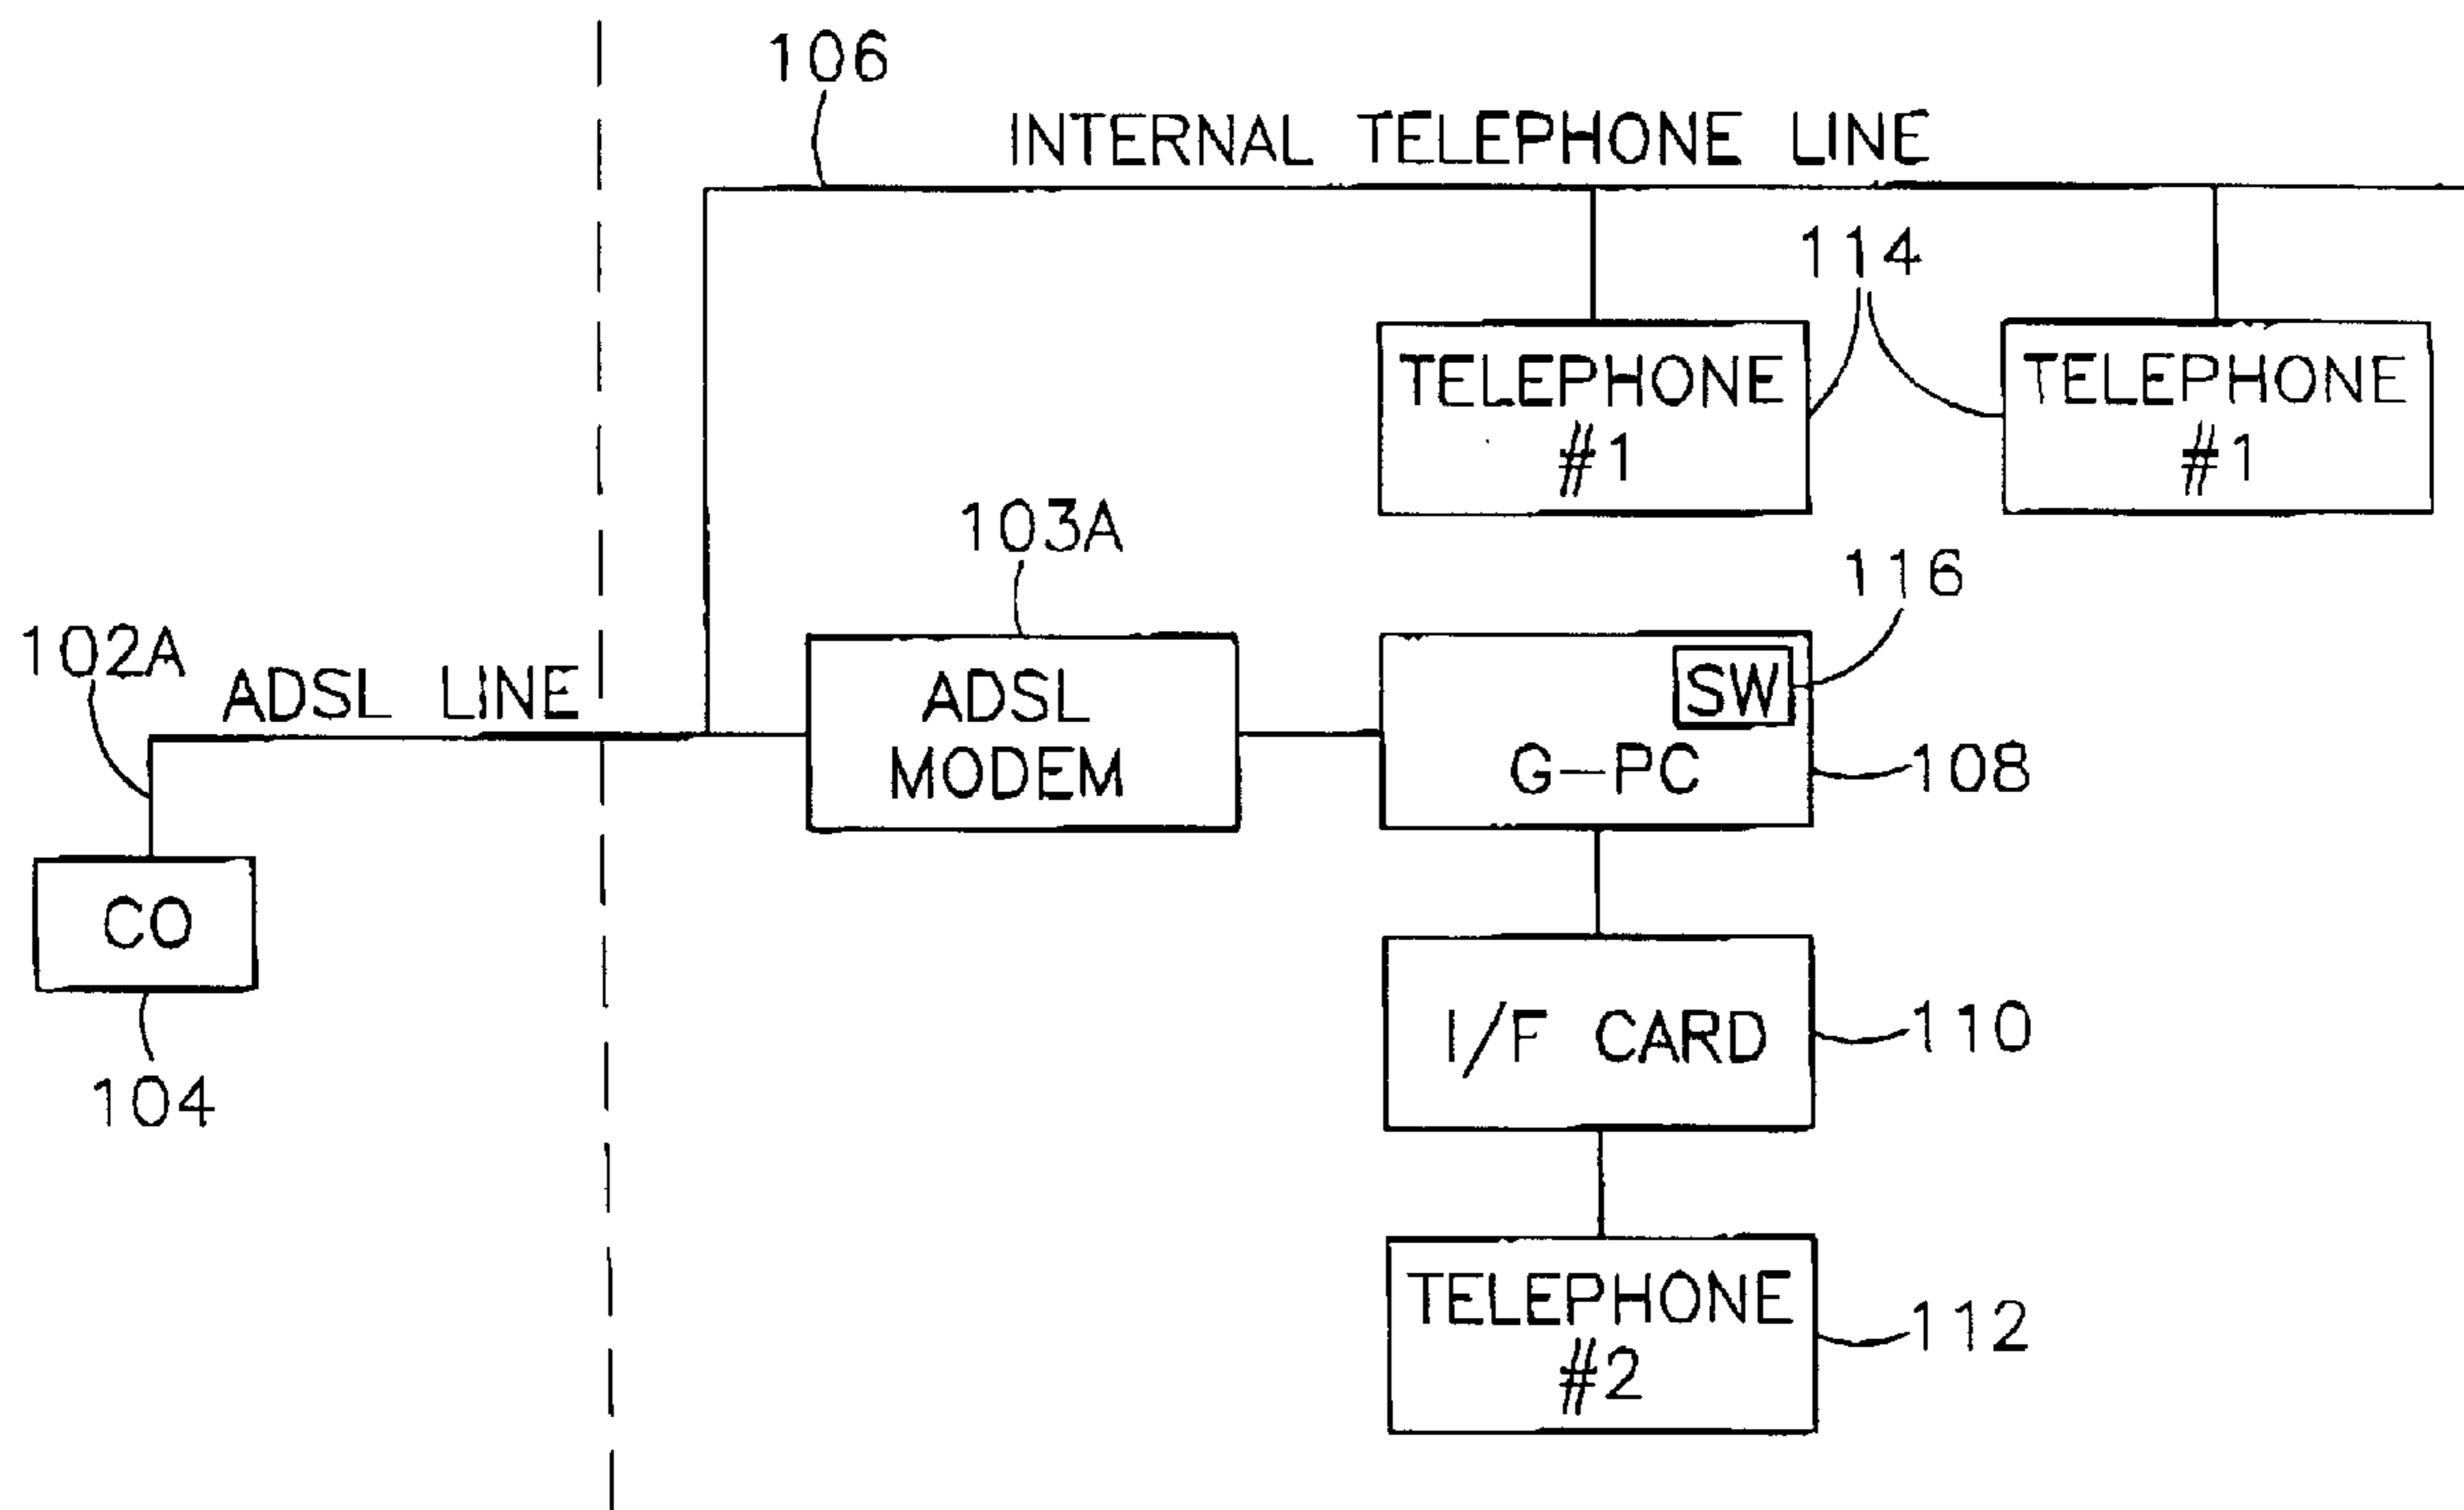 106
INTERNAL TELEPHONE LINE
114
TELEPHONE
#1
TELEPHONE
#1
103A
116
102A
ADSL LINE
ADSL
MODEM
SW
G-PC
108
CO
104
I/F CARD
110
TELEPHONE
#2
112